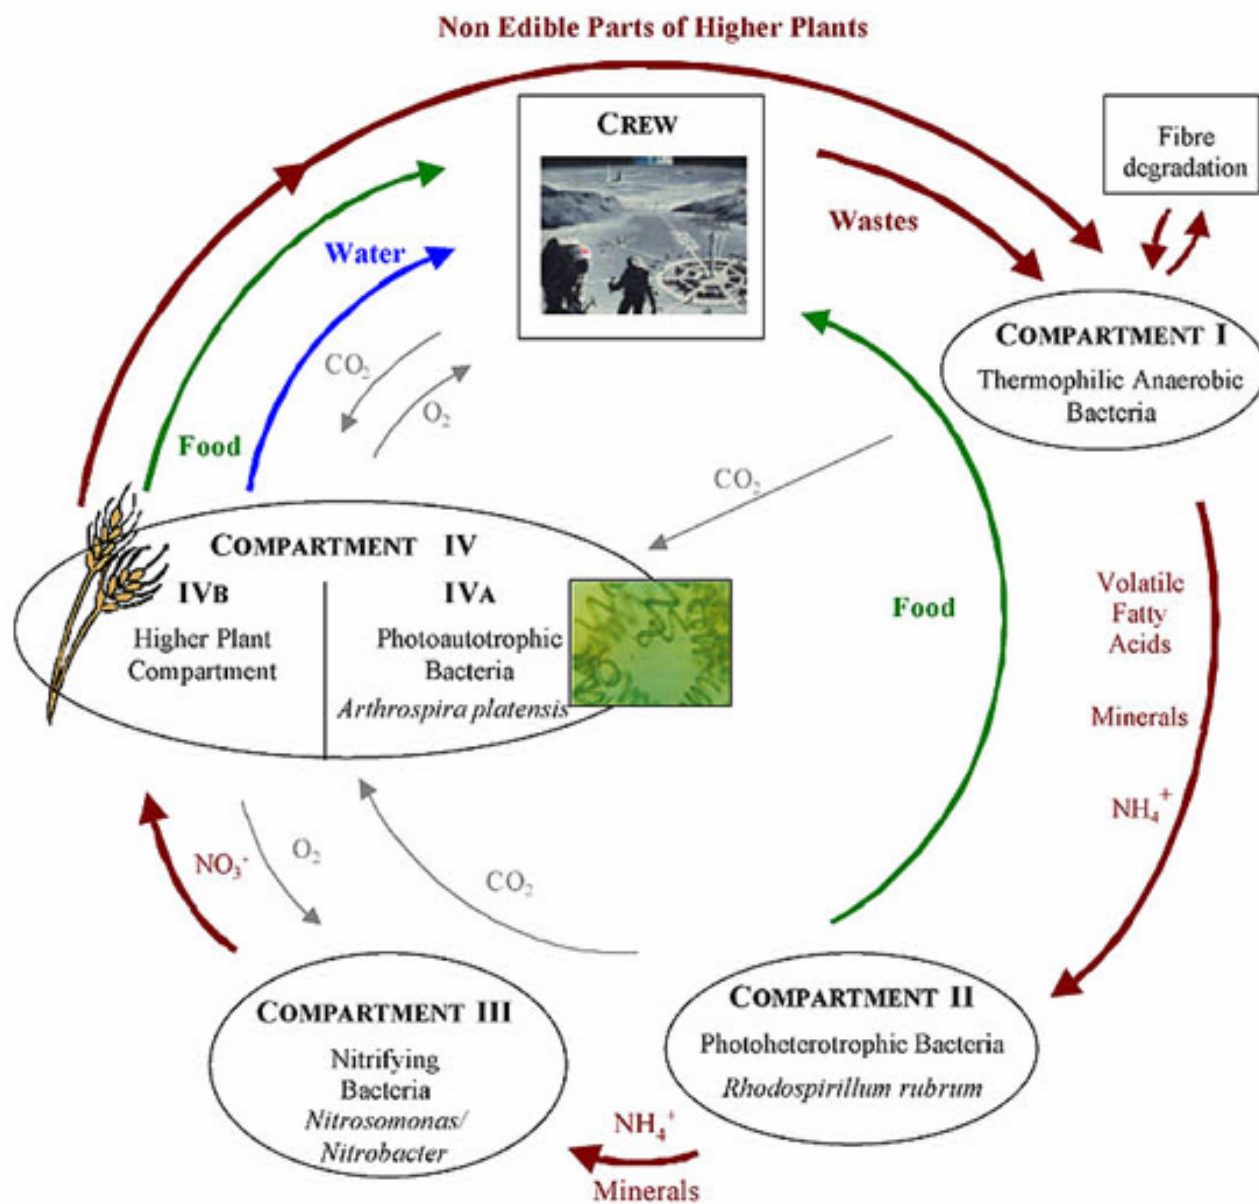 Non Edible Parts of Higher Plants
CREW
Fibre
degradation
Wastes
Water
COMPARTMENT I
Thermophilic Anaerobic
Bacteria
CO₂
O₂
Food
CO₂
COMPARTMENT IV
IVB
Higher Plant
Compartment
IVA
Photoautotrophic
Bacteria
Arthrospira platensis
Food
Volatile
Fatty
Acids
Minerals
NH₄⁺
NO₃⁻
O₂
CO₂
COMPARTMENT III
Nitrifying
Bacteria
Nitrosomonas/
Nitrobacter
COMPARTMENT II
Photoheterotrophic Bacteria
Rhodospirillum rubrum
NH₄⁺
Minerals